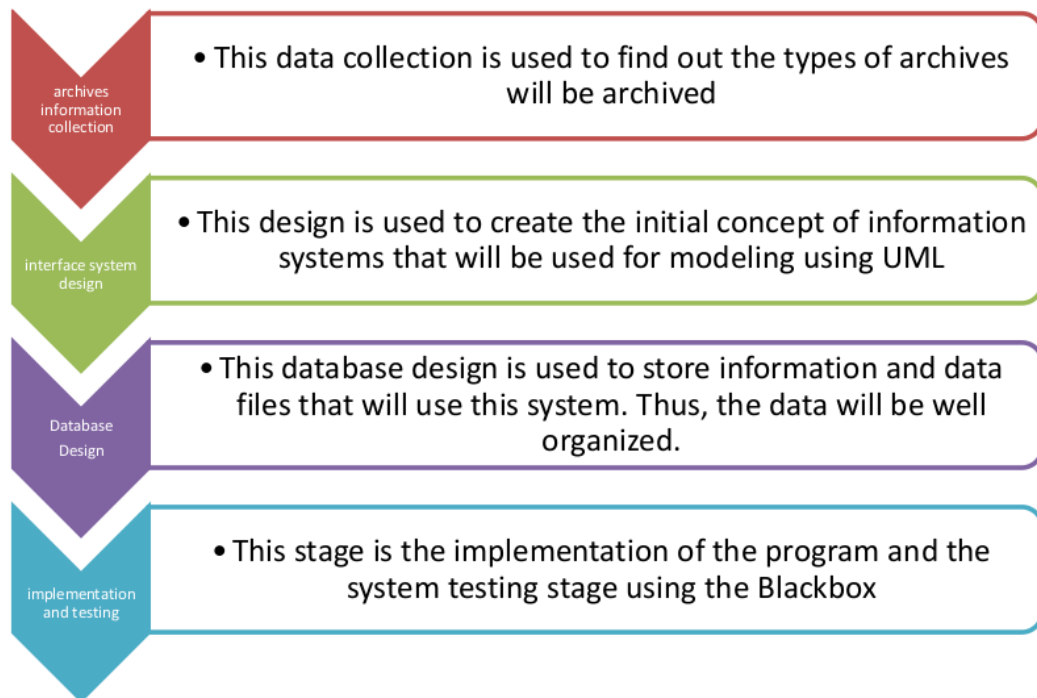 archives
information
collection
• This data collection is used to find out the types of archives
will be archived
interface system
design
• This design is used to create the initial concept of information
systems that will be used for modeling using UML
Database
Design
• This database design is used to store information and data
files that will use this system. Thus, the data will be well
organized.
implementation
and testing
• This stage is the implementation of the program and the
system testing stage using the Blackbox